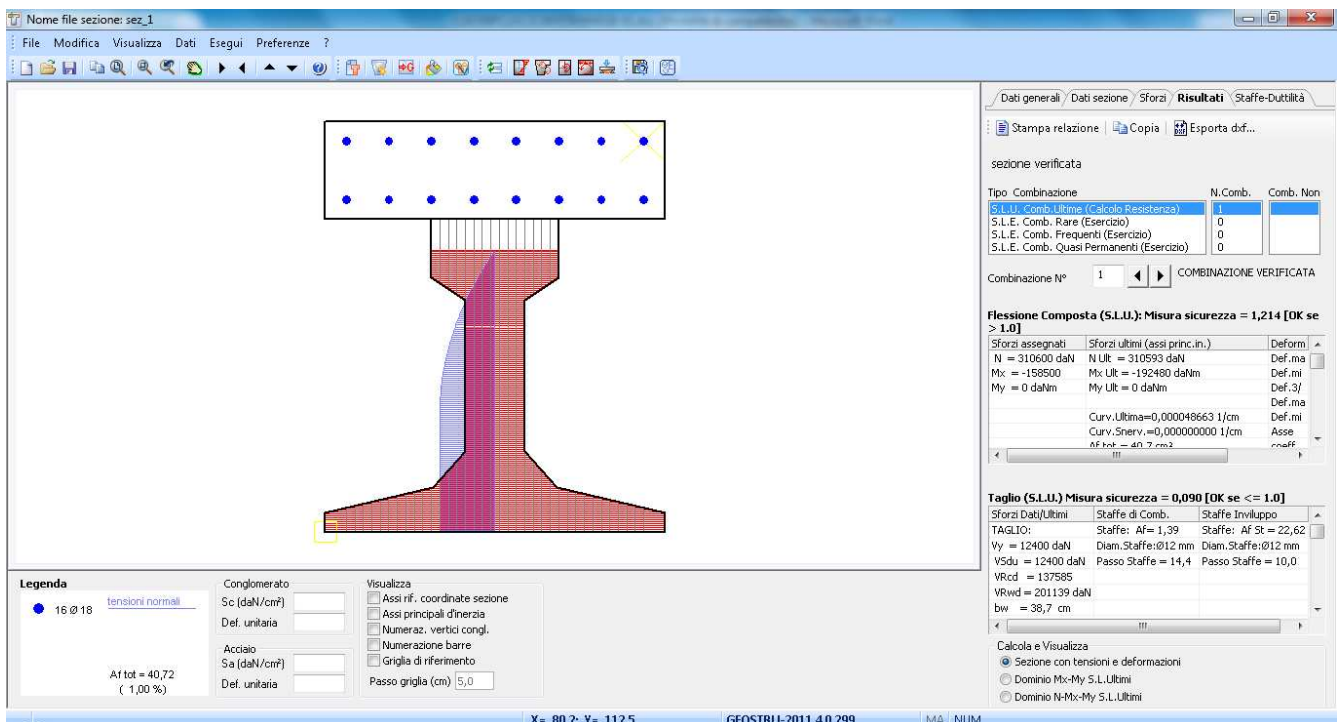 Nome file sezione: sez_1
File Modifica Visualizza Dati Esegui Preferenze ?
Dati generali Dati sezione Sforzi Risultati Staffe-Duttilità
Stampa relazione Copia Esporta dxf...
sezione verificata
Tipo Combinazione N.Comb. Comb. Non
S.L.U. Comb.Ultime (Calcolo Resistenza) 1
S.L.E. Comb. Rare (Esercizio) 0
S.L.E. Comb. Frequenti (Esercizio) 0
S.L.E. Comb. Quasi Permanenti (Esercizio) 0
Combinazione N° 1 COMBINAZIONE VERIFICATA
Flessione Composta (S.L.U.): Misura sicurezza = 1,214 [OK se
> 1.0]
Sforzi assegnati Sforzi ultimi (assi princ.in.) Deform
N = 310600 daN N Ult = 310593 daN Def.ma
Mx = -158500 Mx Ult = -192480 daNm Def.mi
My = 0 daNm My Ult = 0 daNm Def.3/
Def.ma
Curv.Ultima=0,000048663 1/cm Def.mi
Curv.Snerv.=0,000000000 1/cm Asse
Af tot = 40,7 cm² coeff
Taglio (S.L.U.) Misura sicurezza = 0,090 [OK se <= 1.0]
Sforzi Dati/Ultimi Staffe di Comb. Staffe Inviluppo
TAGLIO: Staffe: Af= 1,39 Staffe: Af St = 22,62
Vy = 12400 daN Diam.Staffe:Ø12 mm Diam.Staffe:Ø12 mm
VSdu = 12400 daN Passo Staffe = 14,4 Passo Staffe = 10,0
VRcd = 137585
VRwd = 201139 daN
bw = 38,7 cm
Calcola e Visualizza
Sezione con tensioni e deformazioni
Dominio Mx-My S.L.Ultimi
Dominio N-Mx-My S.L.Ultimi
Legenda
16 Ø 18 tensioni normali
Af tot = 40,72
( 1,00 %)
Conglomerato
Sc (daN/cm²)
Def. unitaria
Acciaio
Sa (daN/cm²)
Def. unitaria
Visualizza
Assi rif. coordinate sezione
Assi principali d'inerzia
Numeraz. vertici congl.
Numerazione barre
Griglia di riferimento
Passo griglia (cm) 5,0
X= 80,2; Y= 112,5 GEOSTRU-2011 4.0.299 MA NUM